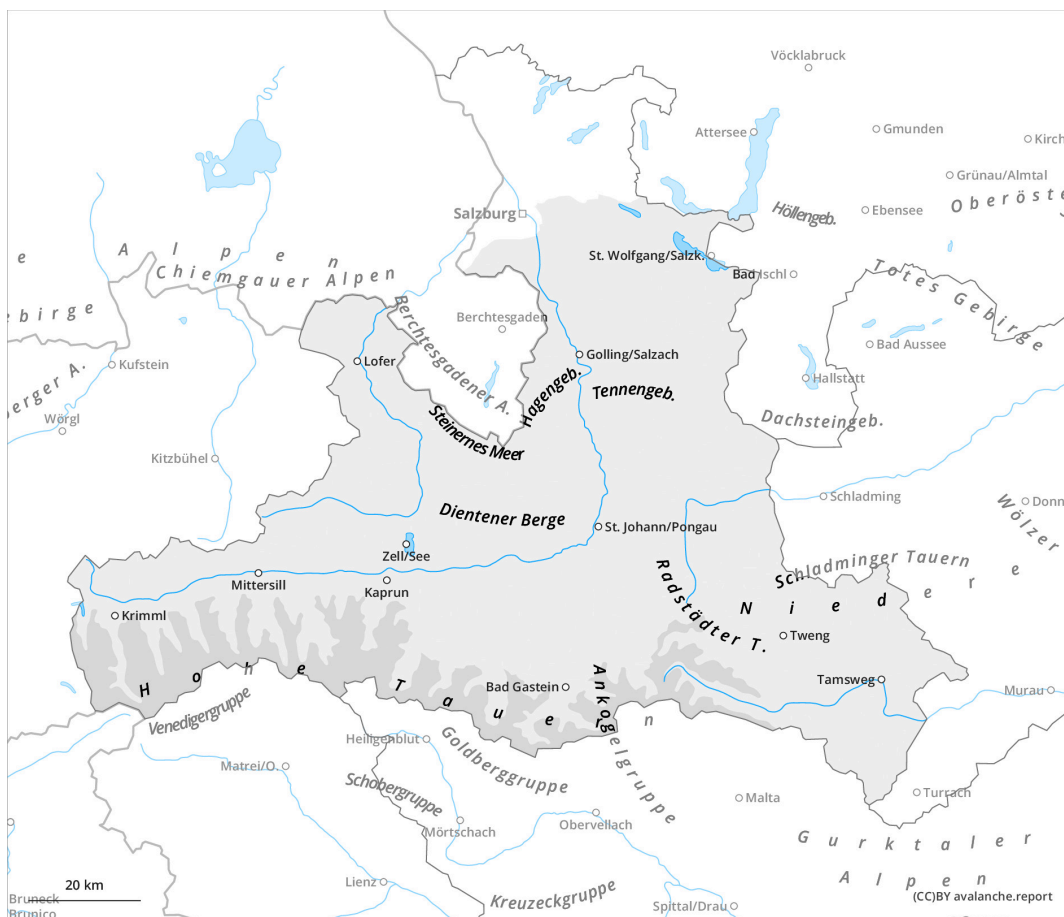 Vöcklabruck
Attersee
Gmunden
Kirch
Grünau/Almtal
Oberöste
Salzburg
Höllengeb.
Ebensee
e
Alpen
St. Wolfgang/Salzk.
Chiemgauer Alpen
Bad Ischl
Totes Gebirge
ebirge
Berchtesgadener A.
Berchtesgaden
Bad Aussee
Kufstein
Lofer
Golling/Salzach
Hallstatt
berger A.
Hagengeb.
Tennengeb.
Wörgl
Steinernes Meer
Dachsteingeb.
Kitzbühel
Schladming
Donn
Wölzer
Dientener Berge
St. Johann/Pongau
Zell/See
Schladminger Tauern
Mittersill
Kaprun
Radstädter T.
Niedere
Krimml
Tweng
Hohe Tauern
Ankogelgruppe
Bad Gastein
Tamsweg
Murau
Venedigergruppe
Heiligenblut
Goldberggruppe
Matrei/O.
Schobergruppe
Malta
Turrach
Mörtschach
Obervellach
Gurktaler
Alpen
20 km
Lienz
Kreuzeckgruppe
Bruneck
Brunico
Spittal/Drau
(CC)BY avalanche.report